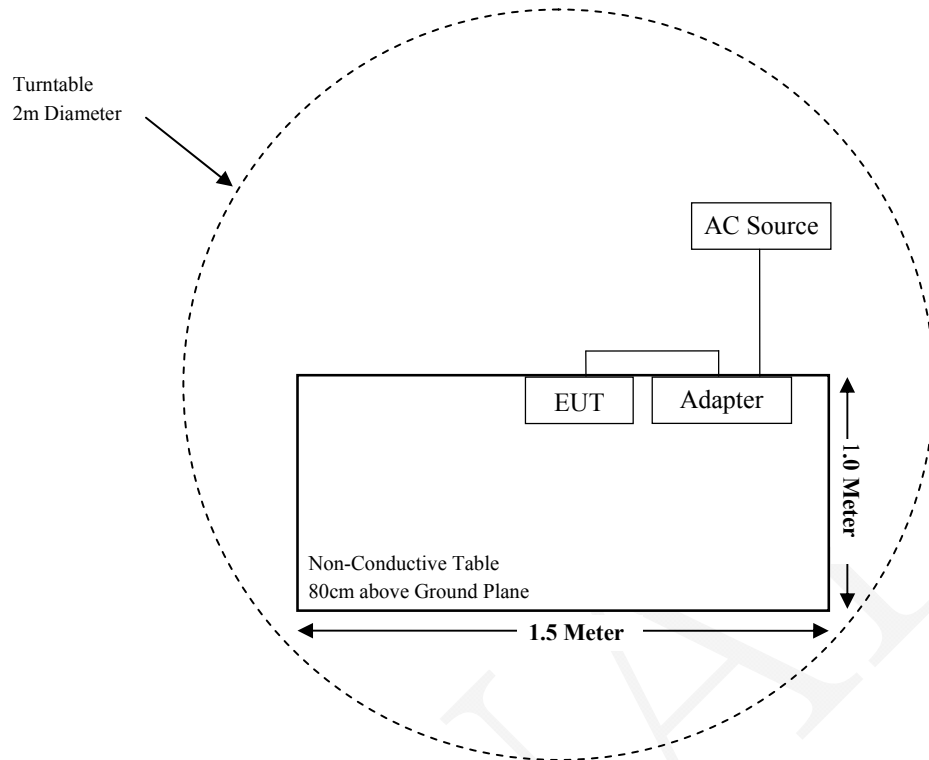 Turntable
2m Diameter
AC Source
EUT
Adapter
1.0 Meter
Non-Conductive Table
80cm above Ground Plane
1.5 Meter